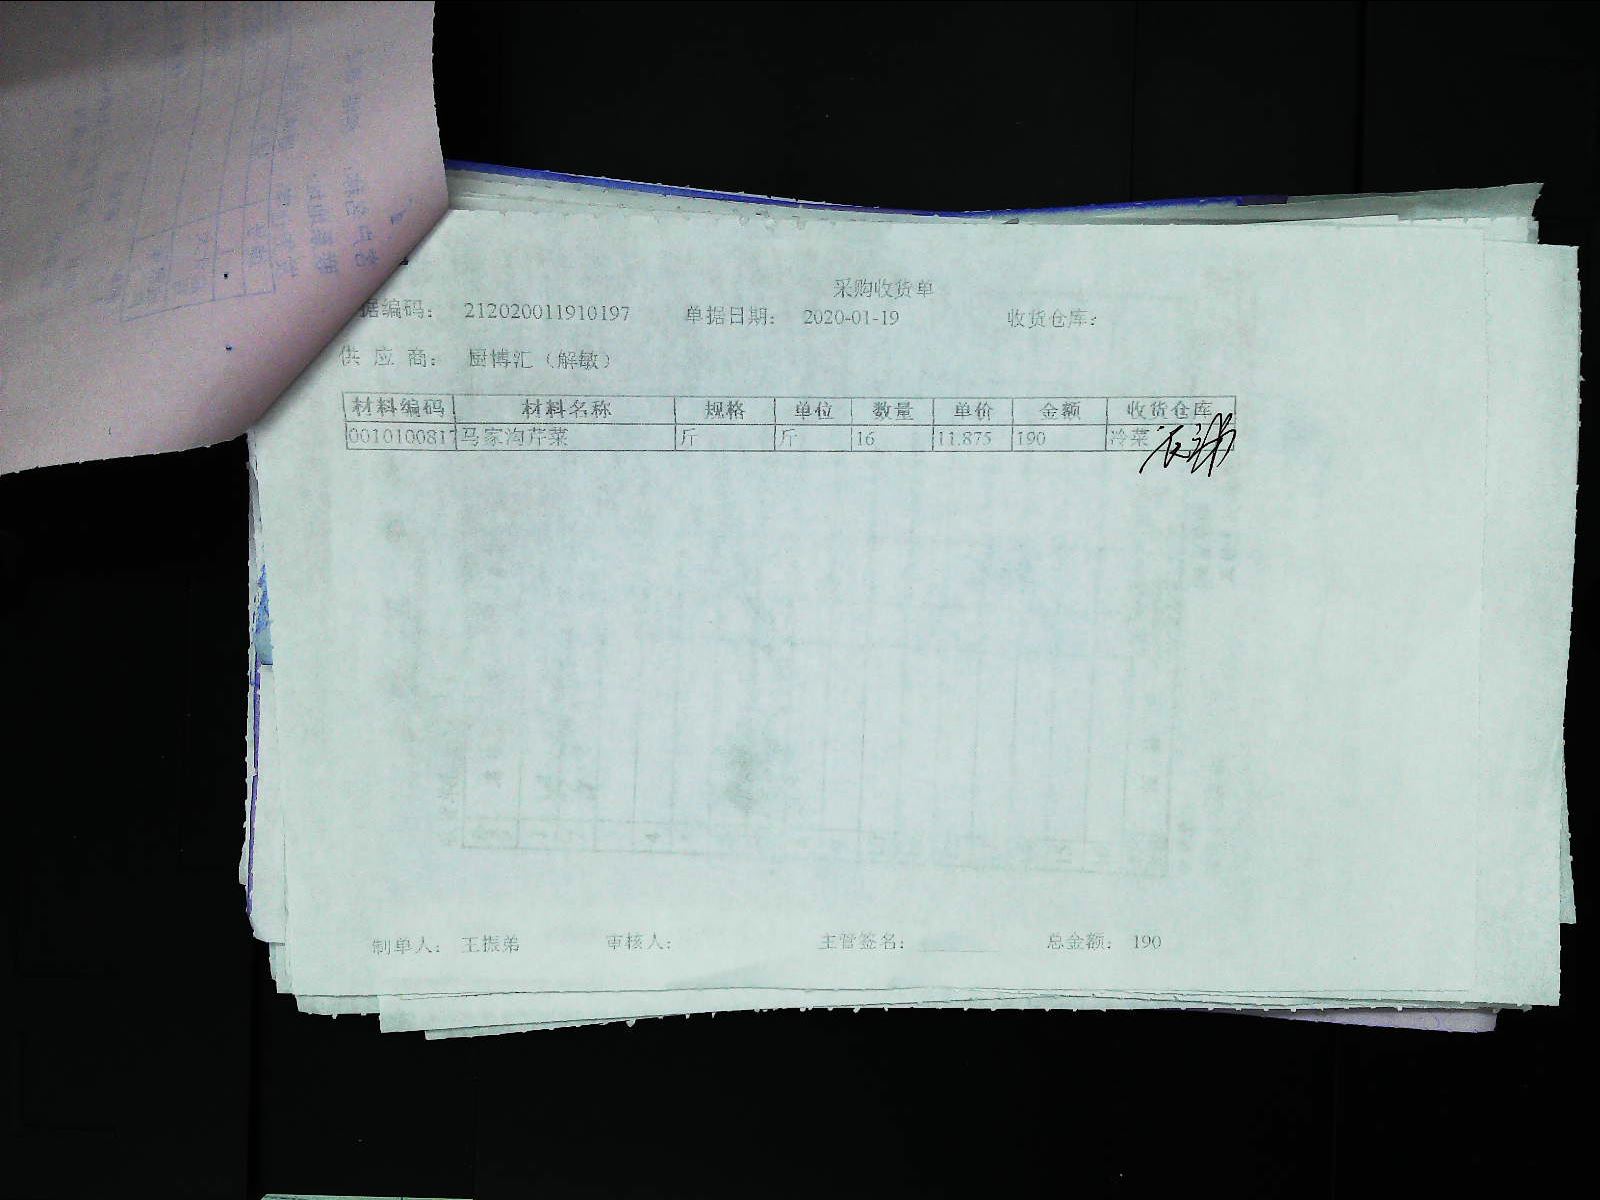 采购收货单
据编码： 212020011910197 单据日期： 2020-01-19 收货仓库：
供 应 商： 厨博汇（解敏）
材料编码 材料名称 规格 单位 数量 单价 金额 收货仓库
0010100817 马家沟芹菜 斤 斤 16 11.875 190 冷菜
制单人： 王振弟 审核人： 主管签名： 总金额： 190